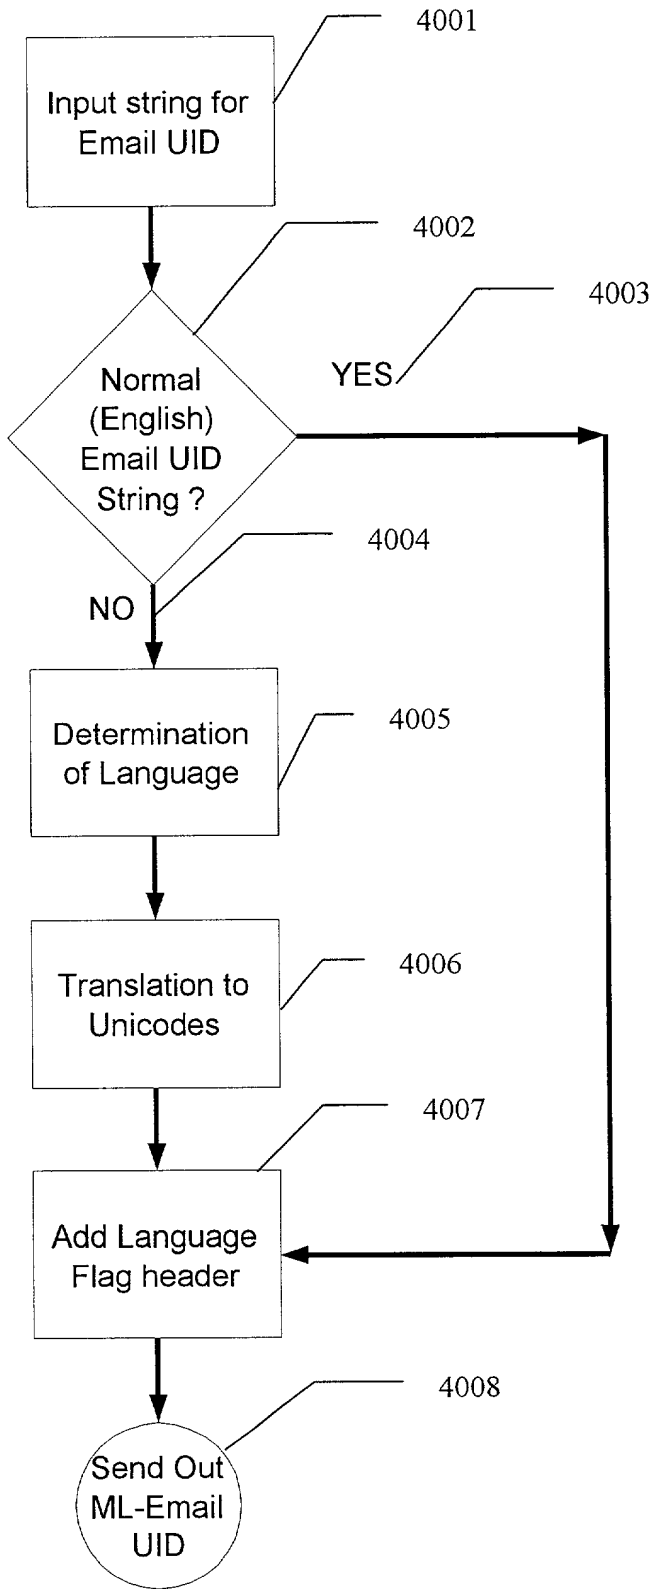 4001
Input string for
Email UID
4002
4003
YES
Normal
(English)
Email UID
String ?
4004
NO
4005
Determination
of Language
4006
Translation to
Unicodes
4007
Add Language
Flag header
4008
Send Out
ML-Email
UID